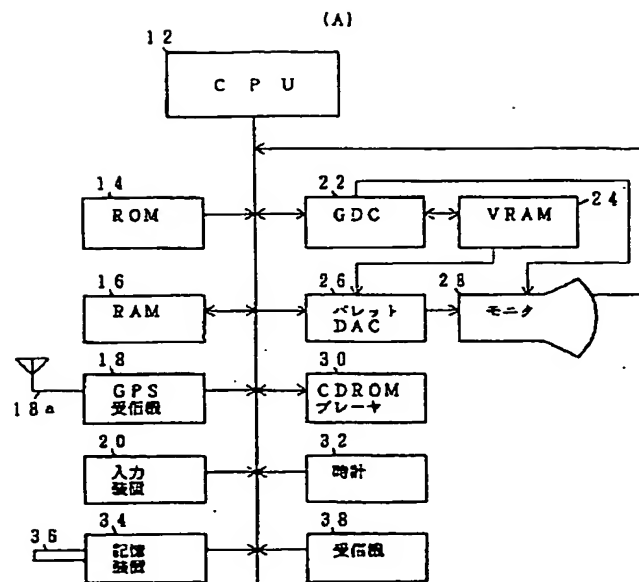 (A)
12
CPU
14
ROM
22
GDC
VRAM
24
16
RAM
26
パレット
DAC
28
モニタ
18
GPS
受信機
18a
30
CDROM
プレーヤ
20
入力
装置
32
時計
36
34
記憶
装置
38
受信機